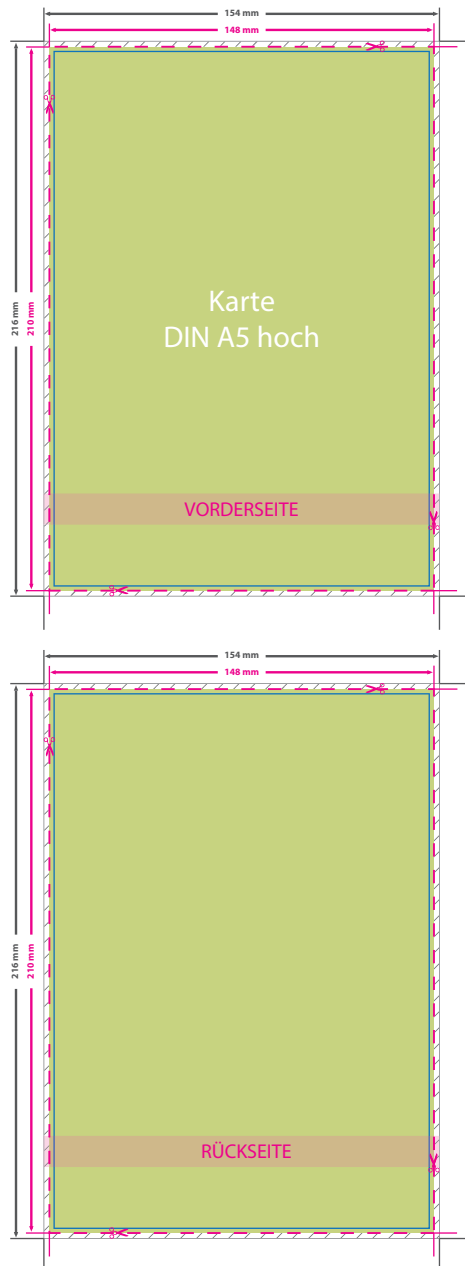 154 mm
148 mm
216 mm
210 mm
Karte
DIN A5 hoch
VORDERSEITE
154 mm
148 mm
216 mm
210 mm
RÜCKSEITE